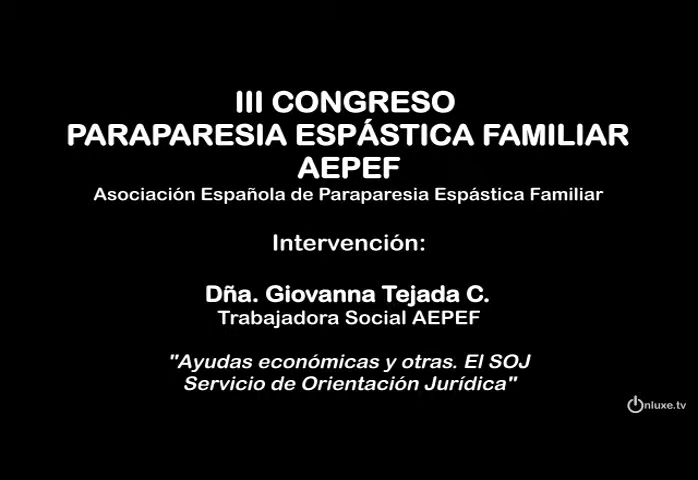 III CONGRESO
PARAPARESIA ESPÁSTICA FAMILIAR
AEPEF
Asociación Española de Paraparesia Espástica Familiar
Intervención:
Dña. Giovanna Tejada C.
Trabajadora Social AEPEF
"Ayudas económicas y otras. El SOJ
Servicio de Orientación Jurídica"
Onluxe.tv